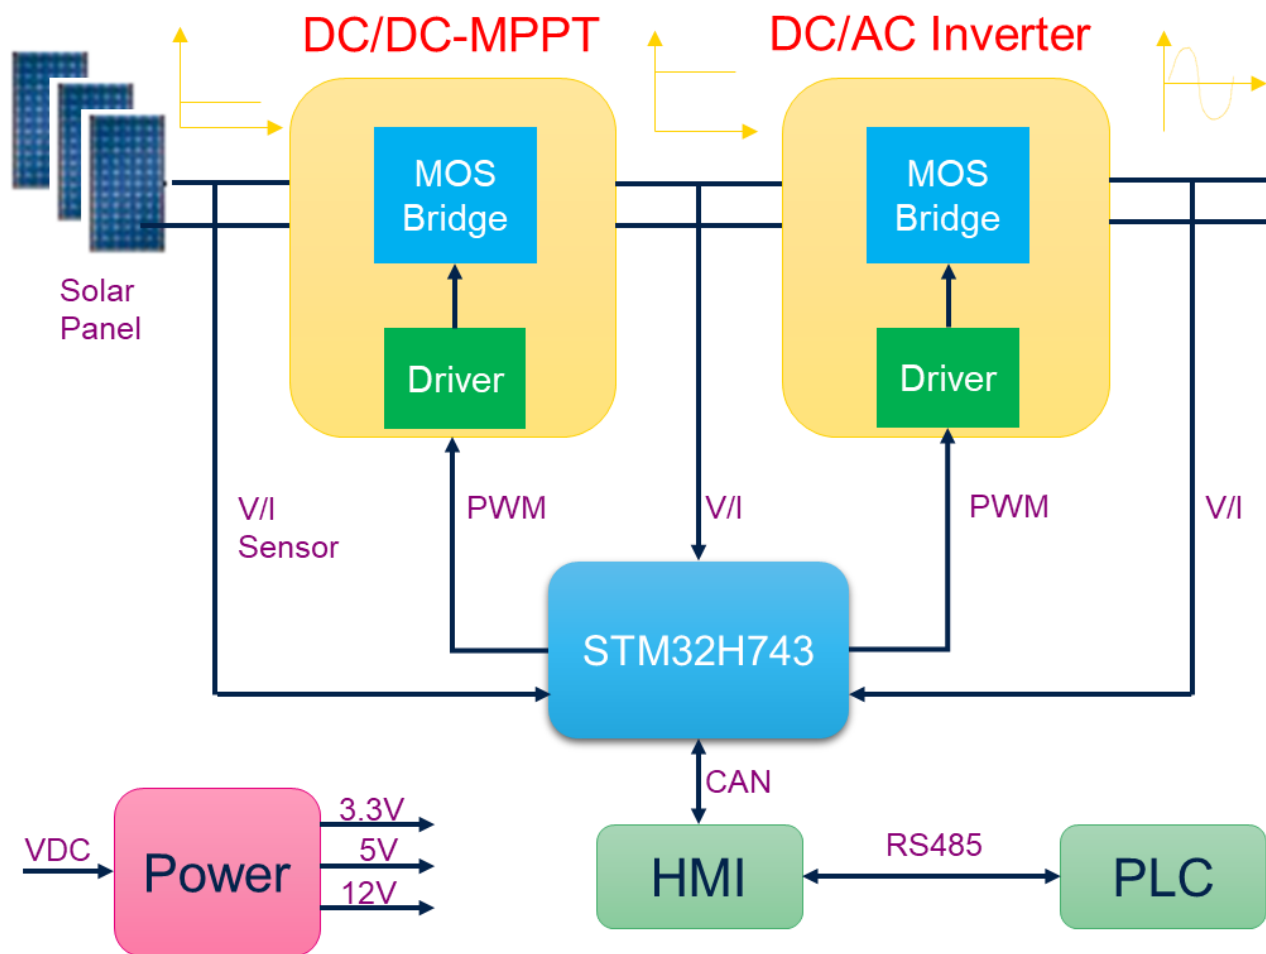 DC/DC-MPPT
DC/AC Inverter
MOS
Bridge
MOS
Bridge
Solar
Panel
Driver
Driver
V/I
Sensor
PWM
V/I
PWM
V/I
STM32H743
CAN
VDC
Power
3.3V
5V
12V
HMI
RS485
PLC